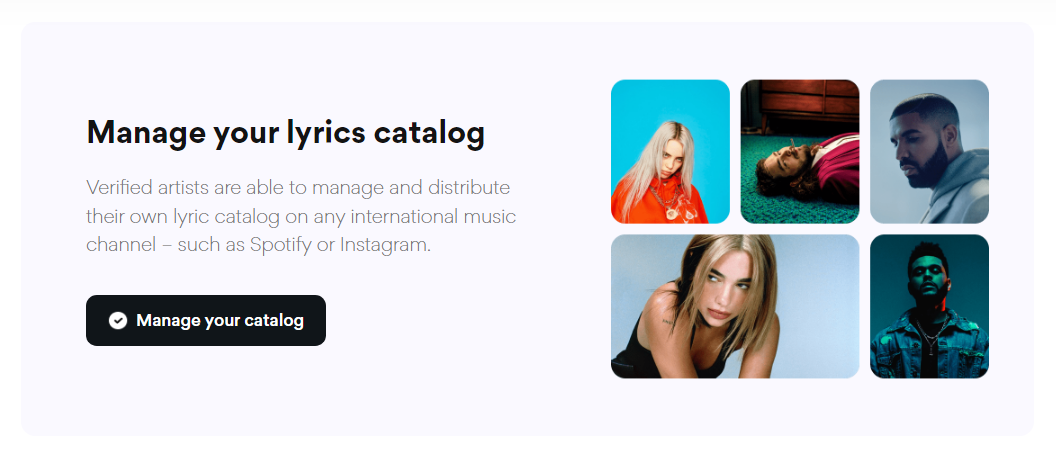 Manage your lyrics catalog
Verified artists are able to manage and distribute
their own lyric catalog on any international music
channel – such as Spotify or Instagram.
Manage your catalog